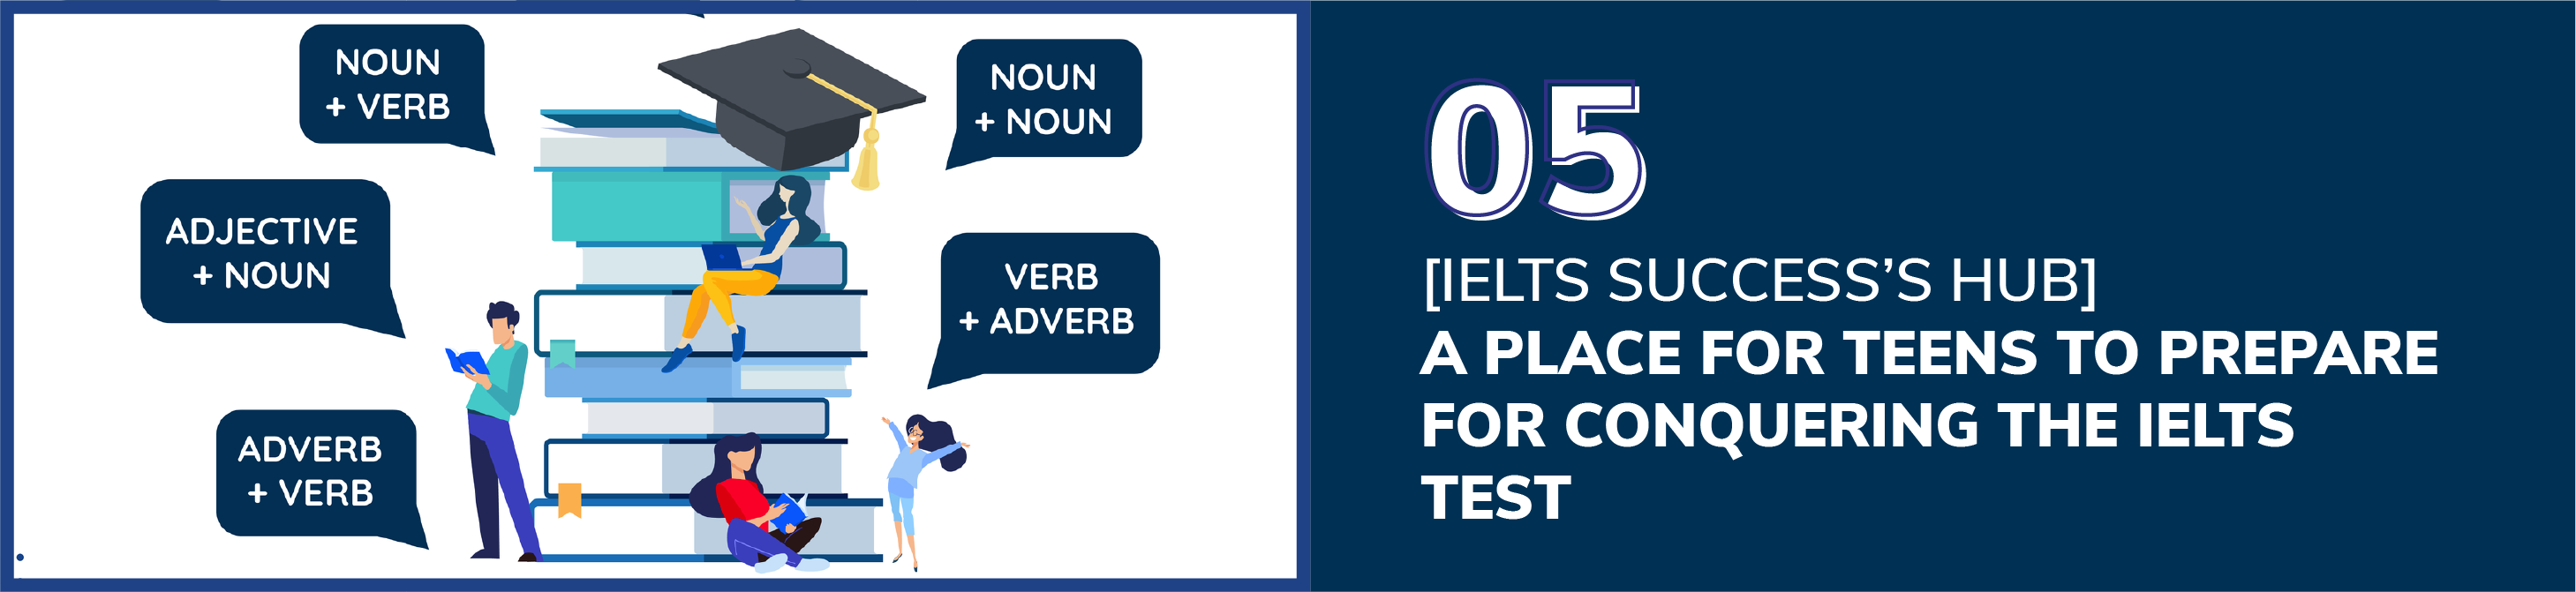 NOUN
+ VERB
NOUN
+ NOUN
ADJECTIVE
+ NOUN
VERB
+ ADVERB
ADVERB
+ VERB
05
[IELTS SUCCESS’S HUB]
A PLACE FOR TEENS TO PREPARE
FOR CONQUERING THE IELTS
TEST